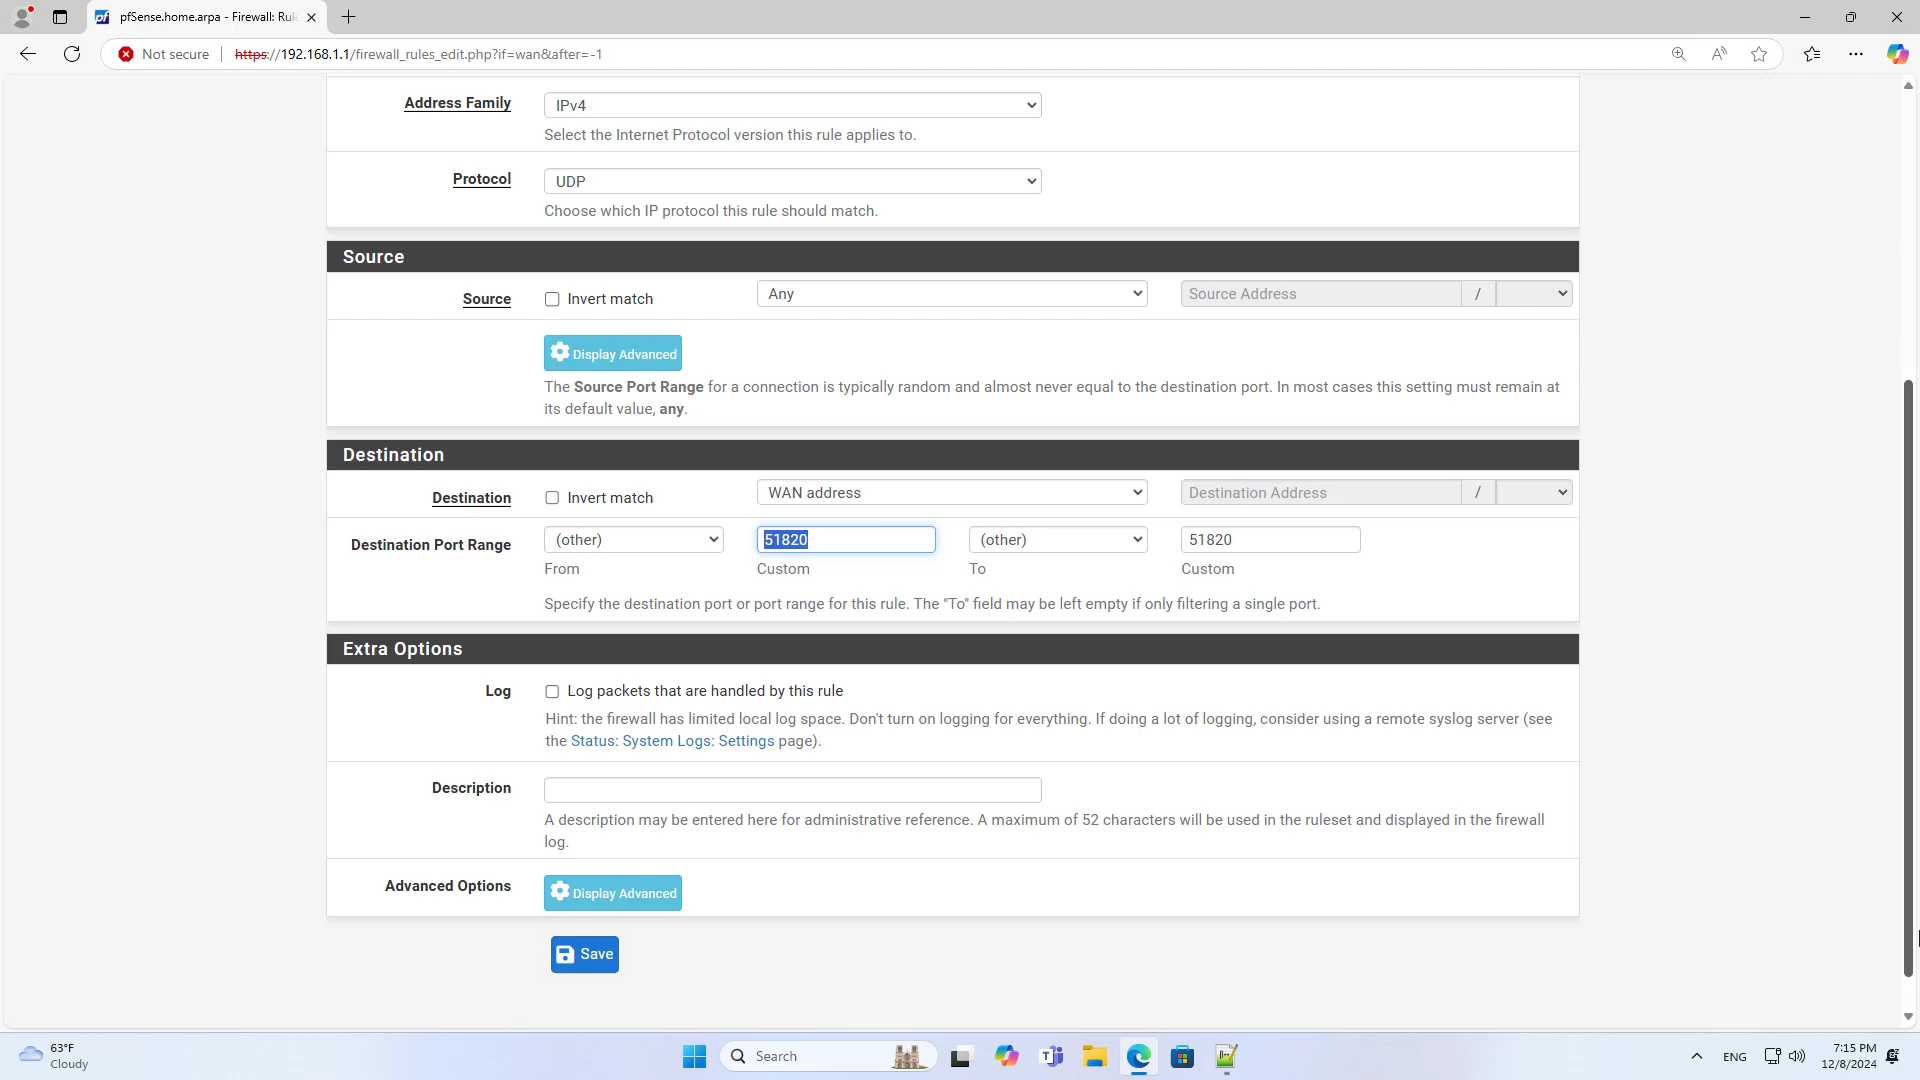 pfSense.home.arpa - Firewall: Rul
Not secure
https://192.168.1.1/firewall_rules_edit.php?if=wan&after=-1
Address Family
IPv4
Select the Internet Protocol version this rule applies to.
Protocol
UDP
Choose which IP protocol this rule should match.
Source
Source
Invert match
Any
Source Address
/
Display Advanced
The Source Port Range for a connection is typically random and almost never equal to the destination port. In most cases this setting must remain at
its default value, any.
Destination
Destination
Invert match
WAN address
Destination Address
/
Destination Port Range
(other)
51820
(other)
51820
From
Custom
To
Custom
Specify the destination port or port range for this rule. The "To" field may be left empty if only filtering a single port.
Extra Options
Log
Log packets that are handled by this rule
Hint: the firewall has limited local log space. Don't turn on logging for everything. If doing a lot of logging, consider using a remote syslog server (see
the Status: System Logs: Settings page).
Description
A description may be entered here for administrative reference. A maximum of 52 characters will be used in the ruleset and displayed in the firewall
log.
Advanced Options
Display Advanced
Save
63°F
Cloudy
Search
ENG
7:15 PM
12/8/2024